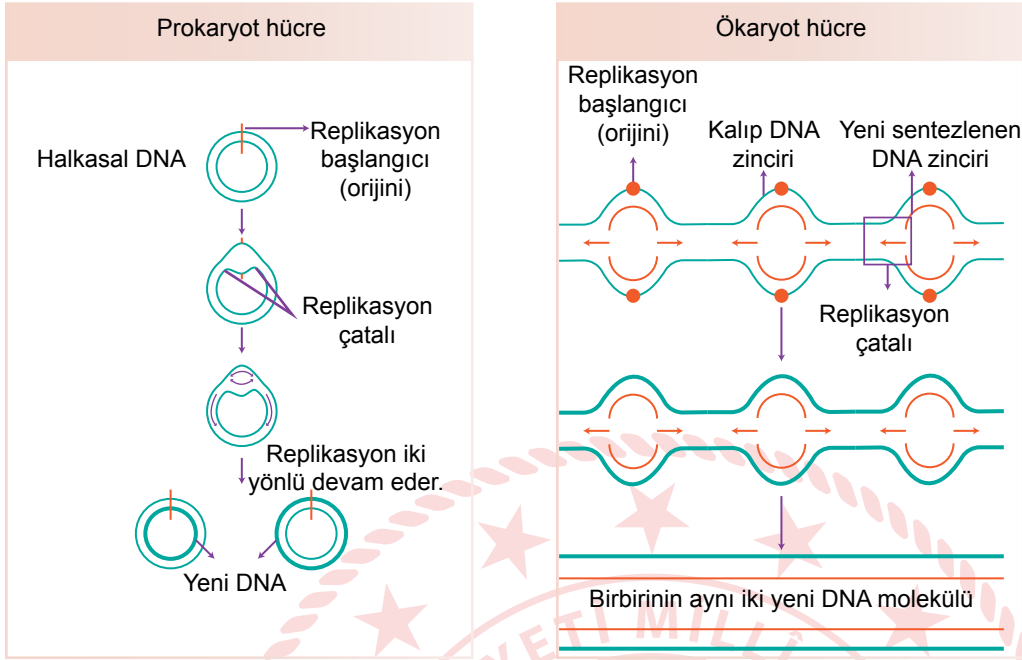 Prokaryot hücre
Halkasal DNA
Replikasyon
başlangıcı
(orijini)
Replikasyon
çatalı
Replikasyon iki
yönlü devam eder.
Yeni DNA
Ökaryot hücre
Replikasyon
başlangıcı
(orijini)
Kalıp DNA
zinciri
Yeni sentezlenen
DNA zinciri
Replikasyon
çatalı
Birbirinin aynı iki yeni DNA molekülü